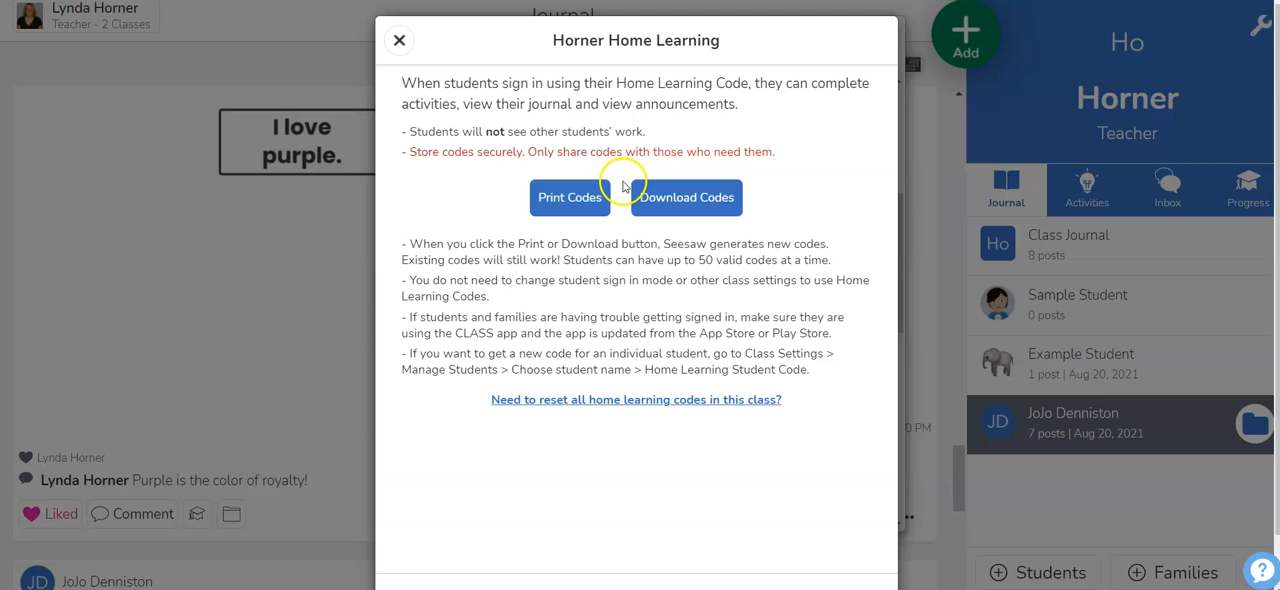 Lynda Horner
Teacher - 2 Classes
Journal
I love
purple.
Lynda Horner
Lynda Horner Purple is the color of royalty!
Liked
Comment
JD
JoJo Denniston
Horner Home Learning
When students sign in using their Home Learning Code, they can complete
activities, view their journal and view announcements.
- Students will not see other students' work.
- Store codes securely. Only share codes with those who need them.
Print Codes
Download Codes
- When you click the Print or Download button, Seesaw generates new codes.
Existing codes will still work! Students can have up to 50 valid codes at a time.
- You do not need to change student sign in mode or other class settings to use Home
Learning Codes.
- If students and families are having trouble getting signed in, make sure they are
using the CLASS app and the app is updated from the App Store or Play Store.
- If you want to get a new code for an individual student, go to Class Settings >
Manage Students > Choose student name > Home Learning Student Code.
Need to reset all home learning codes in this class?
0 PM
Add
Ho
Horner
Teacher
Journal
Activities
Inbox
Progress
Ho
Class Journal
8 posts
Sample Student
0 posts
Example Student
1 post | Aug 20, 2021
JD
JoJo Denniston
7 posts | Aug 20, 2021
Students
Families
?